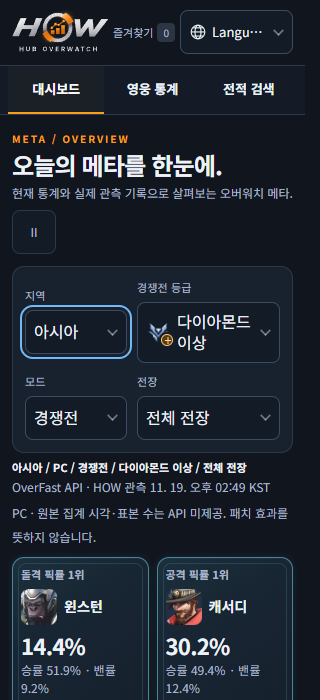 HOW
HUB OVERWATCH
즐겨찾기 0
Langu…
대시보드 영웅 통계 전적 검색
META / OVERVIEW
오늘의 메타를 한눈에.
현재 통계와 실제 관측 기록으로 살펴보는 오버워치 메타.
지역
아시아
경쟁전 등급
다이아몬드
이상
모드
경쟁전
전장
전체 전장
아시아 / PC / 경쟁전 / 다이아몬드 이상 / 전체 전장
OverFast API · HOW 관측 11. 19. 오후 02:49 KST
PC · 원본 집계 시각·표본 수는 API 미제공. 패치 효과를
뜻하지 않습니다.
돌격 픽률 1위
윈스턴
14.4%
승률 51.9% · 밴률
9.2%
공격 픽률 1위
캐서디
30.2%
승률 49.4% · 밴률
12.4%